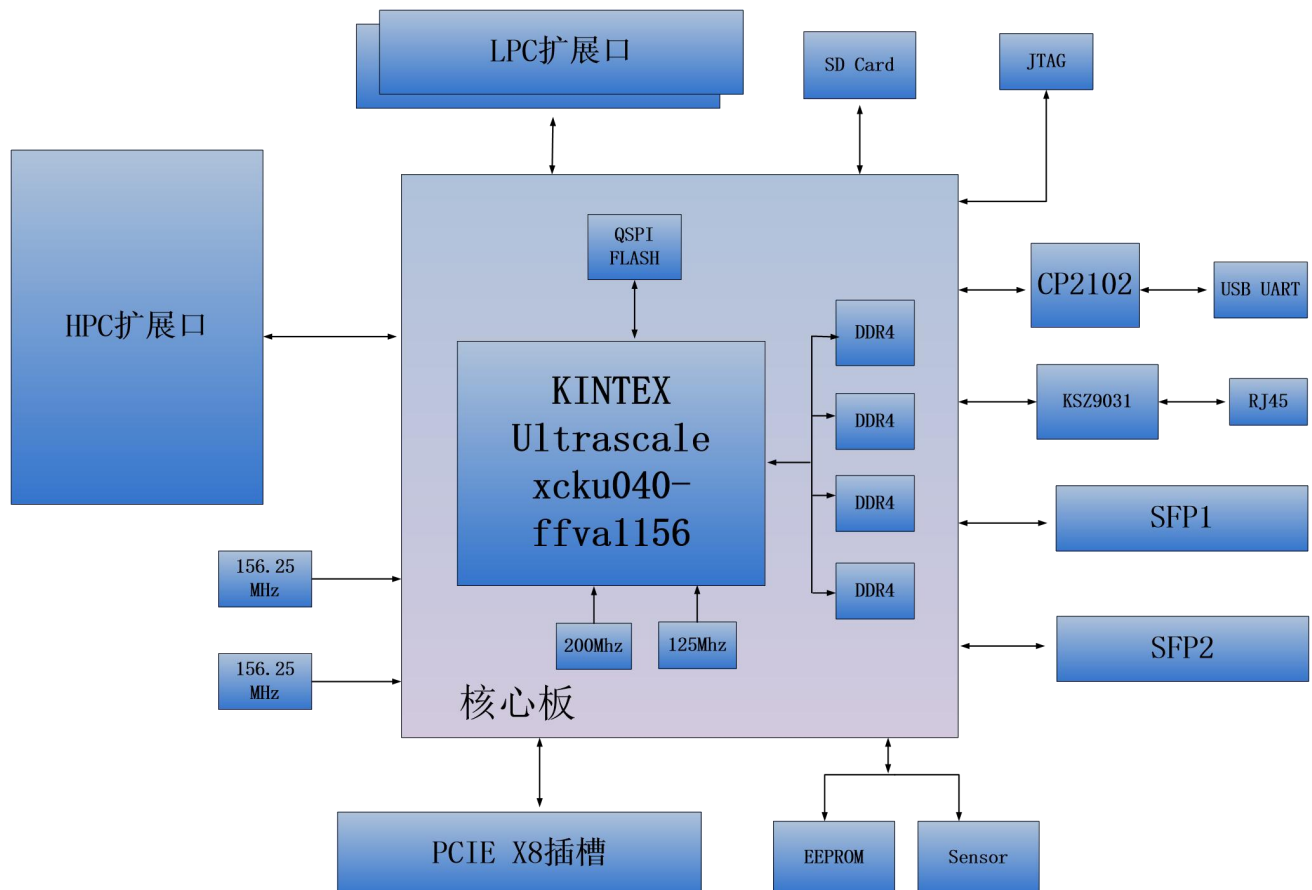 LPC扩展口
SD Card
JTAG
HPC扩展口
QSPI
FLASH
CP2102
USB UART
KINTEX
Ultrascale
xcku040-
ffva1156
DDR4
DDR4
DDR4
DDR4
KSZ9031
RJ45
SFP1
SFP2
156.25
MHz
156.25
MHz
200Mhz
125Mhz
核心板
PCIE X8插槽
EEPROM
Sensor